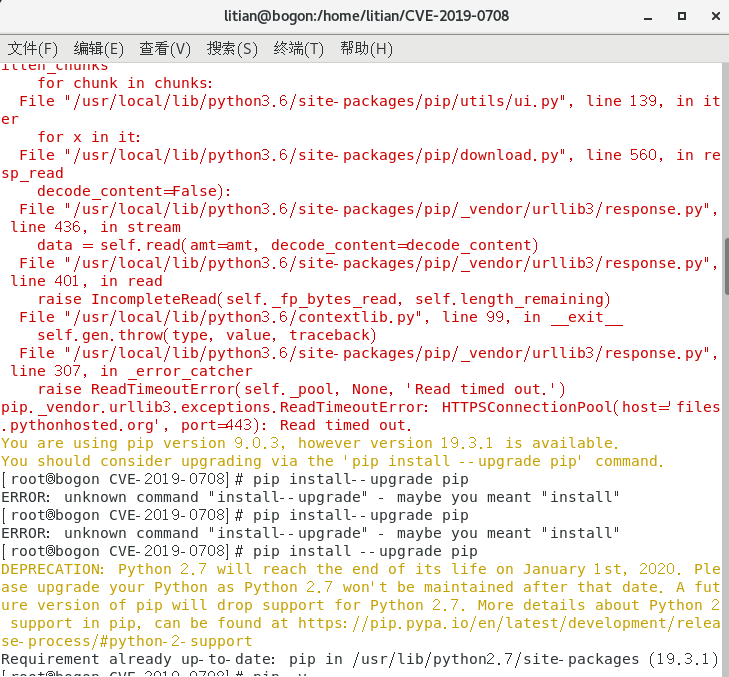 litian@bogon:/home/litian/CVE-2019-0708
文件(F) 编辑(E) 查看(V) 搜索(S) 终端(T) 帮助(H)
itten_chunks
for chunk in chunks:
File "/usr/local/lib/python3.6/site-packages/pip/utils/ui.py", line 139, in it
er
for x in it:
File "/usr/local/lib/python3.6/site-packages/pip/download.py", line 560, in re
sp_read
decode_content=False):
File "/usr/local/lib/python3.6/site-packages/pip/_vendor/urllib3/response.py",
line 436, in stream
data = self.read(amt=amt, decode_content=decode_content)
File "/usr/local/lib/python3.6/site-packages/pip/_vendor/urllib3/response.py",
line 401, in read
raise IncompleteRead(self._fp_bytes_read, self.length_remaining)
File "/usr/local/lib/python3.6/contextlib.py", line 99, in __exit__
self.gen.throw(type, value, traceback)
File "/usr/local/lib/python3.6/site-packages/pip/_vendor/urllib3/response.py",
line 307, in _error_catcher
raise ReadTimeoutError(self._pool, None, 'Read timed out.')
pip._vendor.urllib3.exceptions.ReadTimeoutError: HTTPSConnectionPool(host='files
.pythonhosted.org', port=443): Read timed out.
You are using pip version 9.0.3, however version 19.3.1 is available.
You should consider upgrading via the 'pip install --upgrade pip' command.
[root@bogon CVE-2019-0708]# pip install--upgrade pip
ERROR: unknown command "install--upgrade" - maybe you meant "install"
[root@bogon CVE-2019-0708]# pip install--upgrade pip
ERROR: unknown command "install--upgrade" - maybe you meant "install"
[root@bogon CVE-2019-0708]# pip install --upgrade pip
DEPRECATION: Python 2.7 will reach the end of its life on January 1st, 2020. Ple
ase upgrade your Python as Python 2.7 won't be maintained after that date. A fut
ure version of pip will drop support for Python 2.7. More details about Python 2
support in pip, can be found at https://pip.pypa.io/en/latest/development/relea
se-process/#python-2-support
Requirement already up-to-date: pip in /usr/lib/python2.7/site-packages (19.3.1)